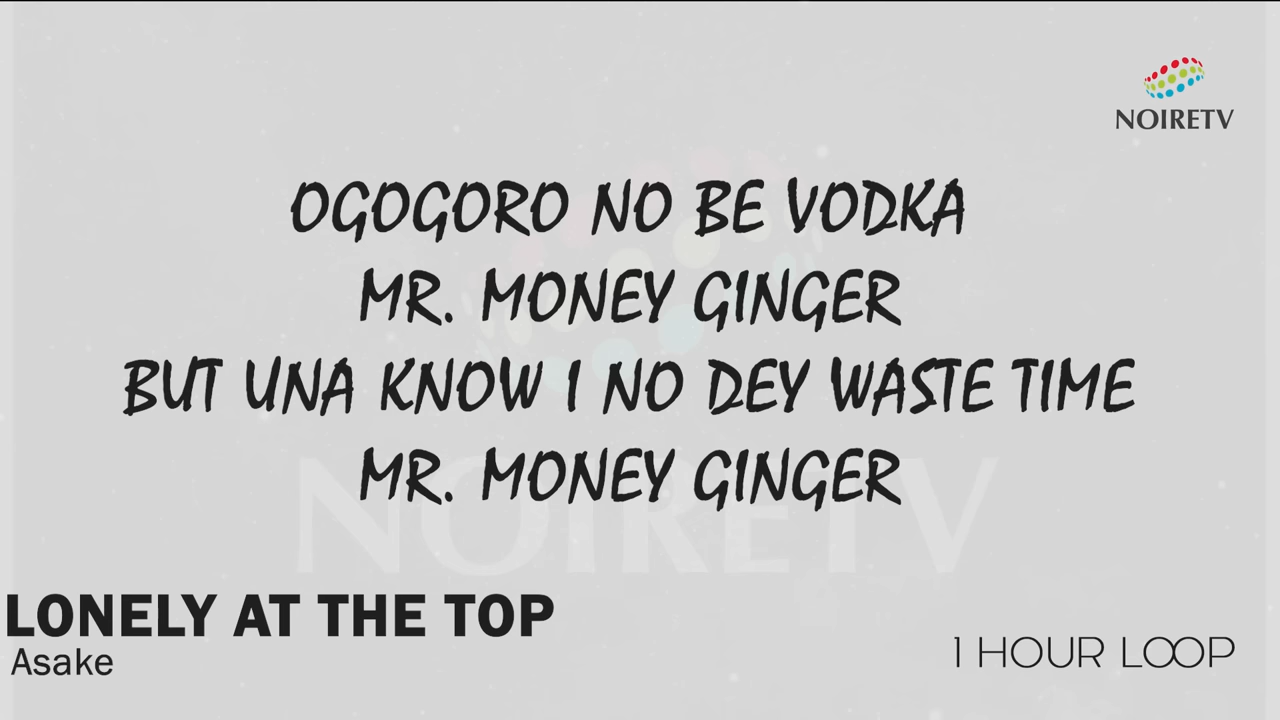 NOIRETV
OGOGORO NO BE VODKA
MR. MONEY GINGER
BUT UNA KNOW I NO DEY WASTE TIME
MR. MONEY GINGER
NOIRETV
LONELY AT THE TOP
Asake
1 HOUR LOOP